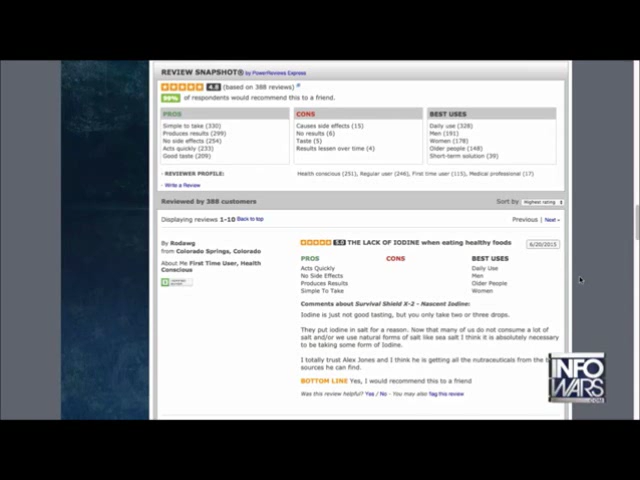 REVIEW SNAPSHOT® by PowerReviews Express
4.8 (based on 388 reviews)
99% of respondents would recommend this to a friend.
PROS
Simple to take (330)
Produces results (299)
No side effects (254)
Acts quickly (233)
Good taste (209)
CONS
Causes side effects (15)
No results (6)
Taste (5)
Results lessen over time (4)
BEST USES
Daily use (328)
Men (191)
Women (178)
Older people (148)
Short-term solution (39)
REVIEWER PROFILE:
Health conscious (251), Regular user (246), First time user (115), Medical professional (17)
Write a Review
Reviewed by 388 customers
Sort by Highest rating
Displaying reviews 1-10 Back to top
Previous | Next »
By Rodawg
from Colorado Springs, Colorado
About Me First Time User, Health
Conscious
5.0 THE LACK OF IODINE when eating healthy foods
6/20/2015
PROS
Acts Quickly
No Side Effects
Produces Results
Simple To Take
CONS
BEST USES
Daily Use
Men
Older People
Women
Comments about Survival Shield X-2 - Nascent Iodine:
Iodine is just not good tasting, but you only take two or three drops.
They put iodine in salt for a reason. Now that many of us do not consume a lot of
salt and/or we use natural forms of salt like sea salt I think it is absolutely necessary
to be taking some form of Iodine.
I totally trust Alex Jones and I think he is getting all the nutraceuticals from the
sources he can find.
BOTTOM LINE Yes, I would recommend this to a friend
Was this review helpful? Yes / No - You may also flag this review
INFO
WARS
.COM